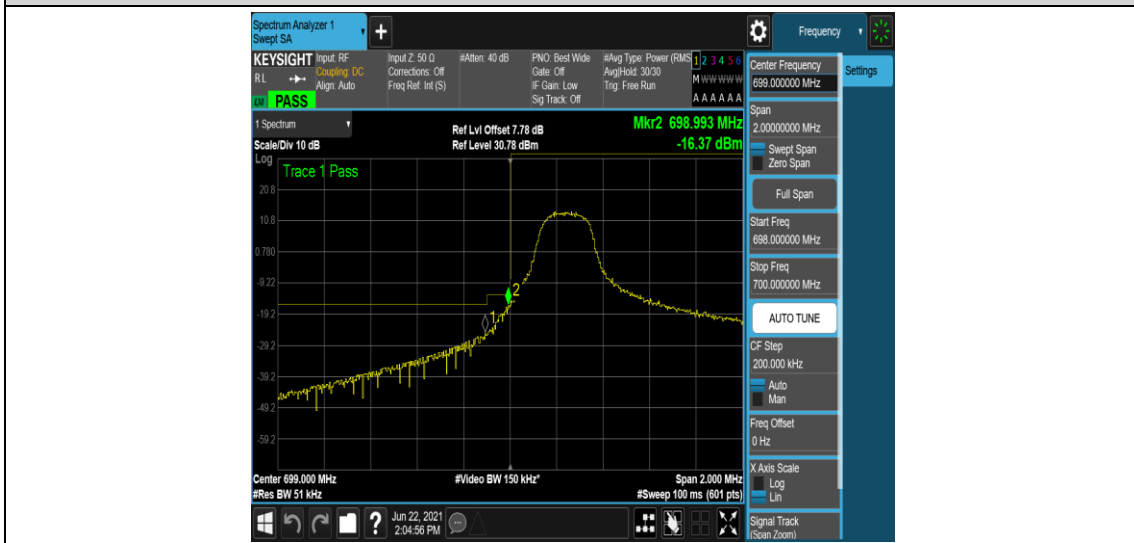 Spectrum Analyzer 1
Swept SA
+
Frequency
KEYSIGHT
RL
PASS
Input: RF
Coupling: DC
Align: Auto
Input Z: 50 Ω
Corrections: Off
Freq Ref: Int (S)
#Atten: 40 dB
PNO: Best Wide
Gate: Off
IF Gain: Low
Sig Track: Off
#Avg Type: Power (RMS
Avg|Hold: 30/30
Trig: Free Run
1 2 3 4 5 6
M W W W W W
A A A A A A
1 Spectrum
Scale/Div 10 dB
Ref Lvl Offset 7.78 dB
Ref Level 30.78 dBm
Mkr2 698.993 MHz
-16.37 dBm
Log
Trace 1 Pass
20.8
10.8
0.780
-9.22
-19.2
-29.2
-39.2
-49.2
-59.2
2
1
Center 699.000 MHz
#Res BW 51 kHz
#Video BW 150 kHz*
Span 2.000 MHz
#Sweep 100 ms (601 pts)
?
Jun 22, 2021
2:04:56 PM
Center Frequency
699.000000 MHz
Settings
Span
2.00000000 MHz
Swept Span
Zero Span
Full Span
Start Freq
698.000000 MHz
Stop Freq
700.000000 MHz
AUTO TUNE
CF Step
200.000 kHz
Auto
Man
Freq Offset
0 Hz
X Axis Scale
Log
Lin
Signal Track
(Span Zoom)